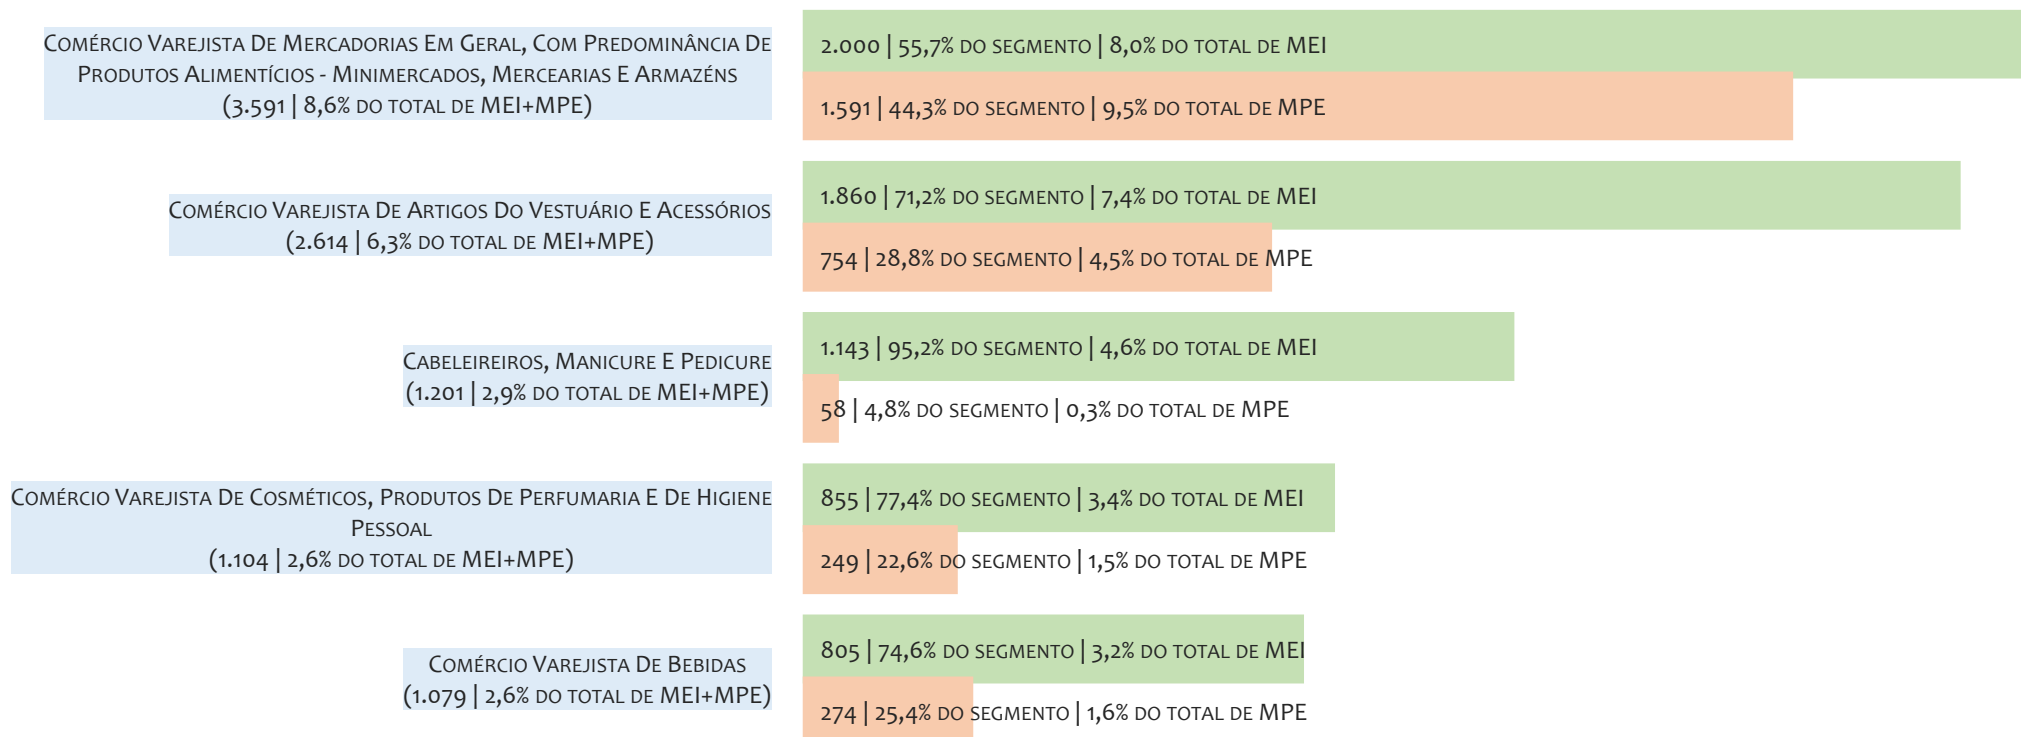 Comércio Varejista De Mercadorias Em Geral, Com Predominância De
Produtos Alimentícios - Minimercados, Mercearias E Armazéns
(3.591 | 8,6% do total de MEI+MPE)
2.000 | 55,7% do segmento | 8,0% do total de MEI
1.591 | 44,3% do segmento | 9,5% do total de MPE
Comércio Varejista De Artigos Do Vestuário E Acessórios
(2.614 | 6,3% do total de MEI+MPE)
1.860 | 71,2% do segmento | 7,4% do total de MEI
754 | 28,8% do segmento | 4,5% do total de MPE
Cabeleireiros, Manicure E Pedicure
(1.201 | 2,9% do total de MEI+MPE)
1.143 | 95,2% do segmento | 4,6% do total de MEI
58 | 4,8% do segmento | 0,3% do total de MPE
Comércio Varejista De Cosméticos, Produtos De Perfumaria E De Higiene
Pessoal
(1.104 | 2,6% do total de MEI+MPE)
855 | 77,4% do segmento | 3,4% do total de MEI
249 | 22,6% do segmento | 1,5% do total de MPE
Comércio Varejista De Bebidas
(1.079 | 2,6% do total de MEI+MPE)
805 | 74,6% do segmento | 3,2% do total de MEI
274 | 25,4% do segmento | 1,6% do total de MPE